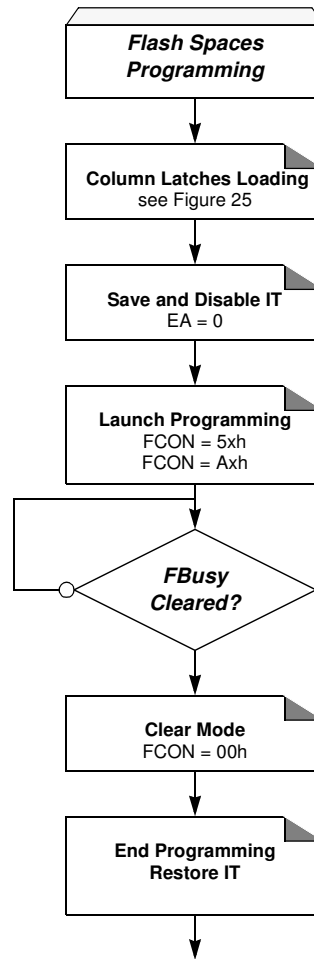 Flash Spaces
Programming
Column Latches Loading
see Figure 25
Save and Disable IT
EA = 0
Launch Programming
FCON = 5xh
FCON = Axh
FBusy
Cleared?
Clear Mode
FCON = 00h
End Programming
Restore IT